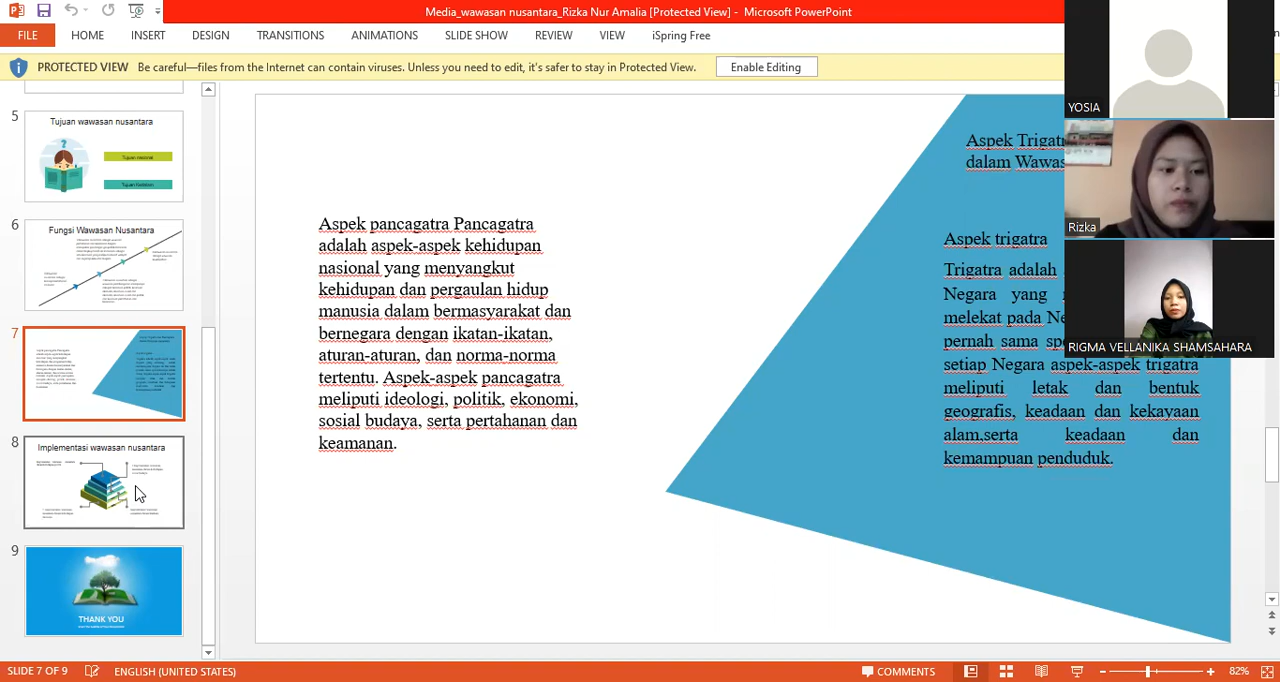 Media_wawasan nusantara_Rizka Nur Amalia [Protected View] - Microsoft PowerPoint
FILE HOME INSERT DESIGN TRANSITIONS ANIMATIONS SLIDE SHOW REVIEW VIEW iSpring Free
PROTECTED VIEW Be careful—files from the Internet can contain viruses. Unless you need to edit, it's safer to stay in Protected View. Enable Editing
5
Tujuan wawasan nusantara
6
Fungsi Wawasan Nusantara
7
8
Implementasi wawasan nusantara
9
THANK YOU
Aspek pancagatra Pancagatra
adalah aspek-aspek kehidupan
nasional yang menyangkut
kehidupan dan pergaulan hidup
manusia dalam bermasyarakat dan
bernegara dengan ikatan-ikatan,
aturan-aturan, dan norma-norma
tertentu. Aspek-aspek pancagatra
meliputi ideologi, politik, ekonomi,
sosial budaya, serta pertahanan dan
keamanan.
Aspek
dalam
Aspek trigatra
Trigatra adalah
Negara yang
melekat pada
pernah sama
setiap Negara aspek-aspek trigatra
meliputi letak dan bentuk
geografis, keadaan dan kekayaan
alam,serta keadaan dan
kemampuan penduduk.
YOSIA
Rizka
RIGMA VELLANIKA SHAMSAHARA
SLIDE 7 OF 9 ENGLISH (UNITED STATES) COMMENTS 82%